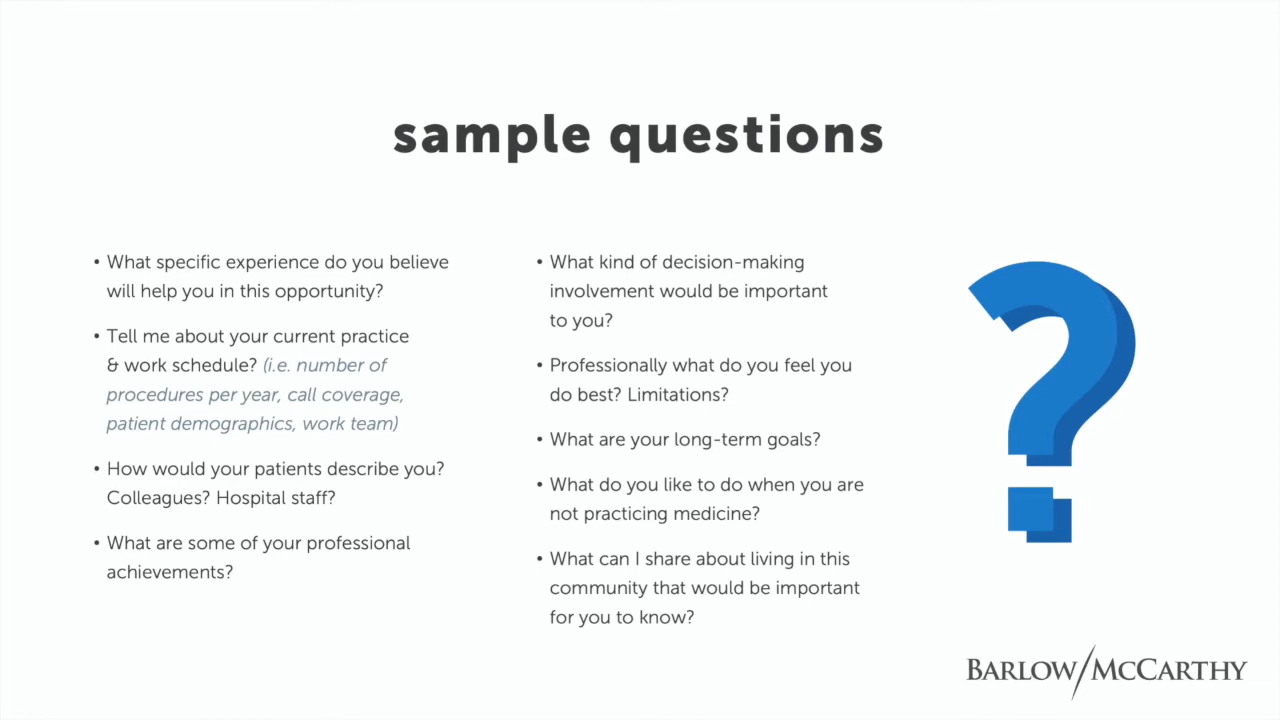 sample questions
• What specific experience do you believe
will help you in this opportunity?
• Tell me about your current practice
& work schedule? (i.e. number of
procedures per year, call coverage,
patient demographics, work team)
• How would your patients describe you?
Colleagues? Hospital staff?
• What are some of your professional
achievements?
• What kind of decision-making
involvement would be important
to you?
• Professionally what do you feel you
do best? Limitations?
• What are your long-term goals?
• What do you like to do when you are
not practicing medicine?
• What can I share about living in this
community that would be important
for you to know?
?
BARLOW/MCCARTHY